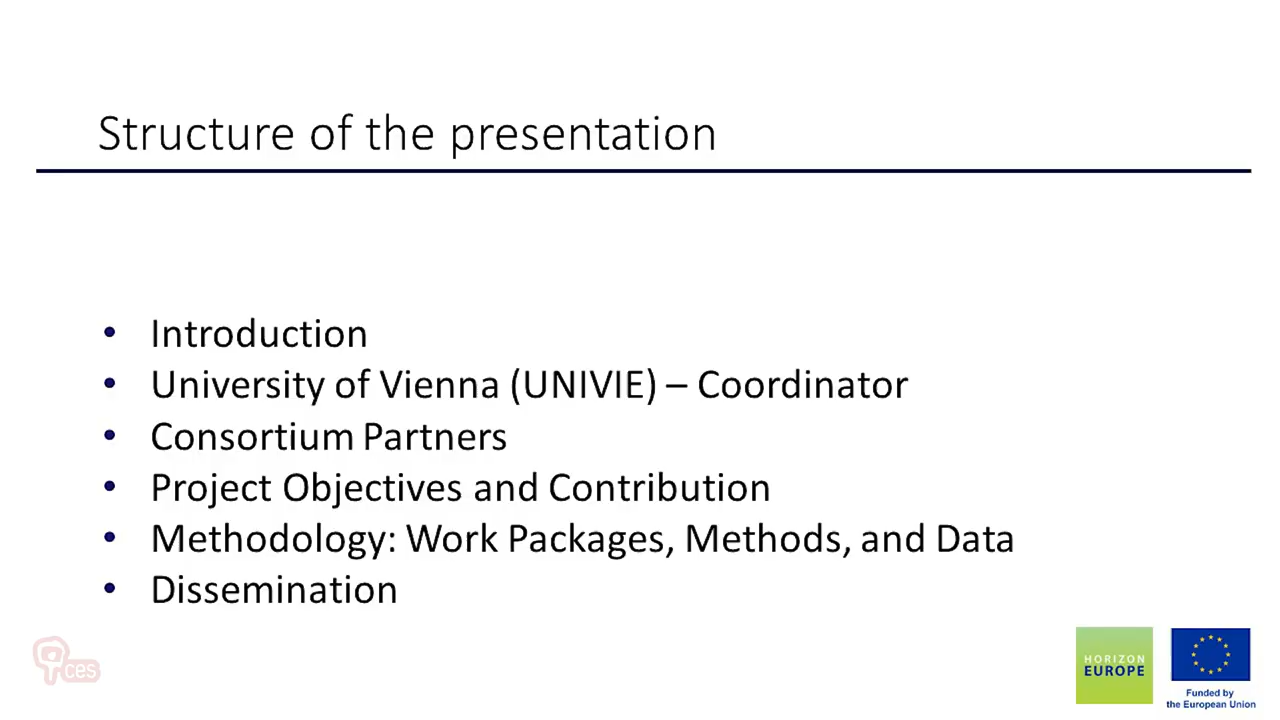 Structure of the presentation
• Introduction
• University of Vienna (UNIVIE) – Coordinator
• Consortium Partners
• Project Objectives and Contribution
• Methodology: Work Packages, Methods, and Data
• Dissemination
ces
HORIZON
EUROPE
Funded by
the European Union